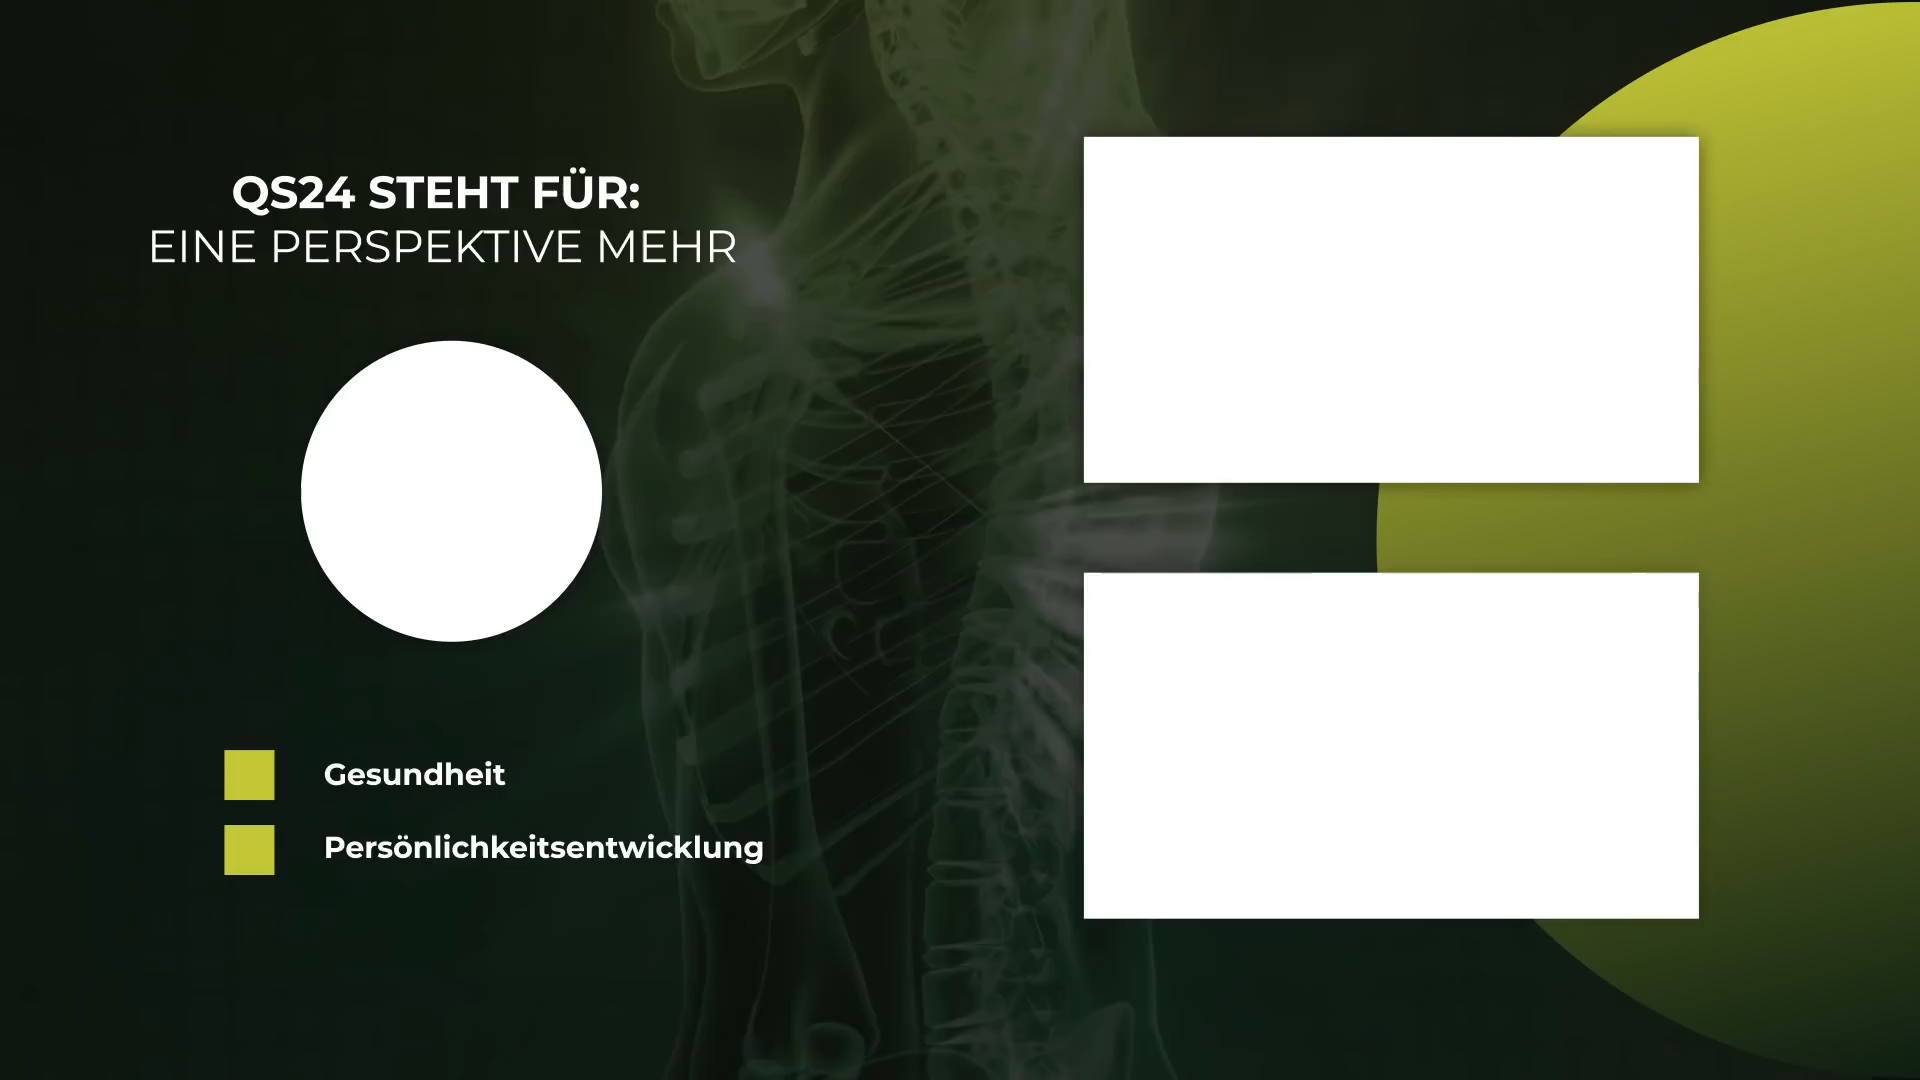 QS24 STEHT FÜR:
EINE PERSPEKTIVE MEHR
Gesundheit
Persönlichkeitsentwicklung